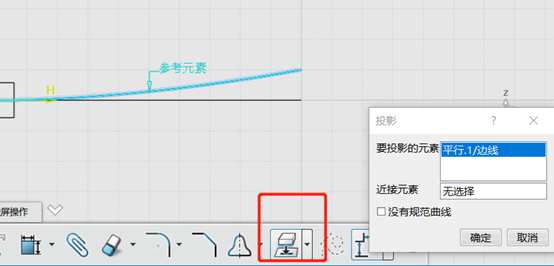 参考元素
H
z
投影
? ×
要投影的元素 平行.1/边线
近接元素 无选择
没有规范曲线
确定 取消
屏操作